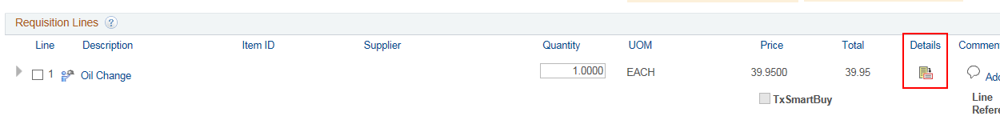 Requisition Lines ?
Line Description Item ID Supplier Quantity UOM Price Total Details Commen
1 Oil Change 1.0000 EACH 39.9500 39.95 Add
TxSmartBuy Line
Refere